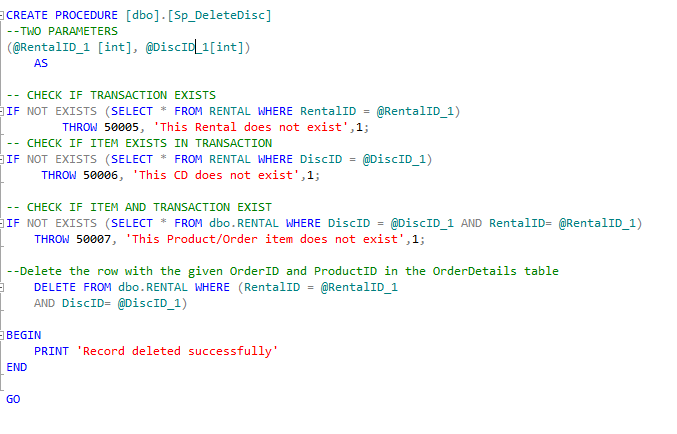 CREATE PROCEDURE [dbo].[Sp_DeleteDisc]
--TWO PARAMETERS
(@RentalID_1 [int], @DiscID_1[int])
AS
-- CHECK IF TRANSACTION EXISTS
IF NOT EXISTS (SELECT * FROM RENTAL WHERE RentalID = @RentalID_1)
THROW 50005, 'This Rental does not exist',1;
-- CHECK IF ITEM EXISTS IN TRANSACTION
IF NOT EXISTS (SELECT * FROM RENTAL WHERE DiscID = @DiscID_1)
THROW 50006, 'This CD does not exist',1;
-- CHECK IF ITEM AND TRANSACTION EXIST
IF NOT EXISTS (SELECT * FROM dbo.RENTAL WHERE DiscID = @DiscID_1 AND RentalID= @RentalID_1)
THROW 50007, 'This Product/Order item does not exist',1;
--Delete the row with the given OrderID and ProductID in the OrderDetails table
DELETE FROM dbo.RENTAL WHERE (RentalID = @RentalID_1
AND DiscID= @DiscID_1)
BEGIN
PRINT 'Record deleted successfully'
END
GO